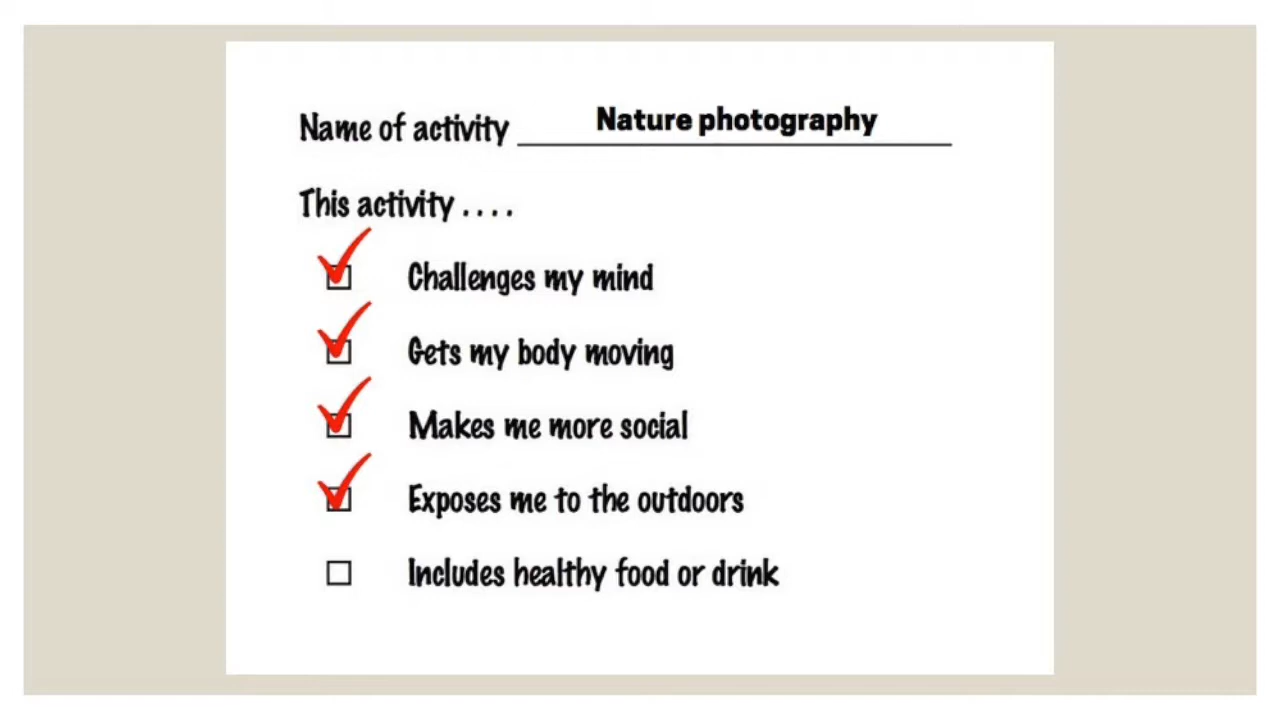 Name of activity Nature photography
This activity ....
Challenges my mind
Gets my body moving
Makes me more social
Exposes me to the outdoors
Includes healthy food or drink